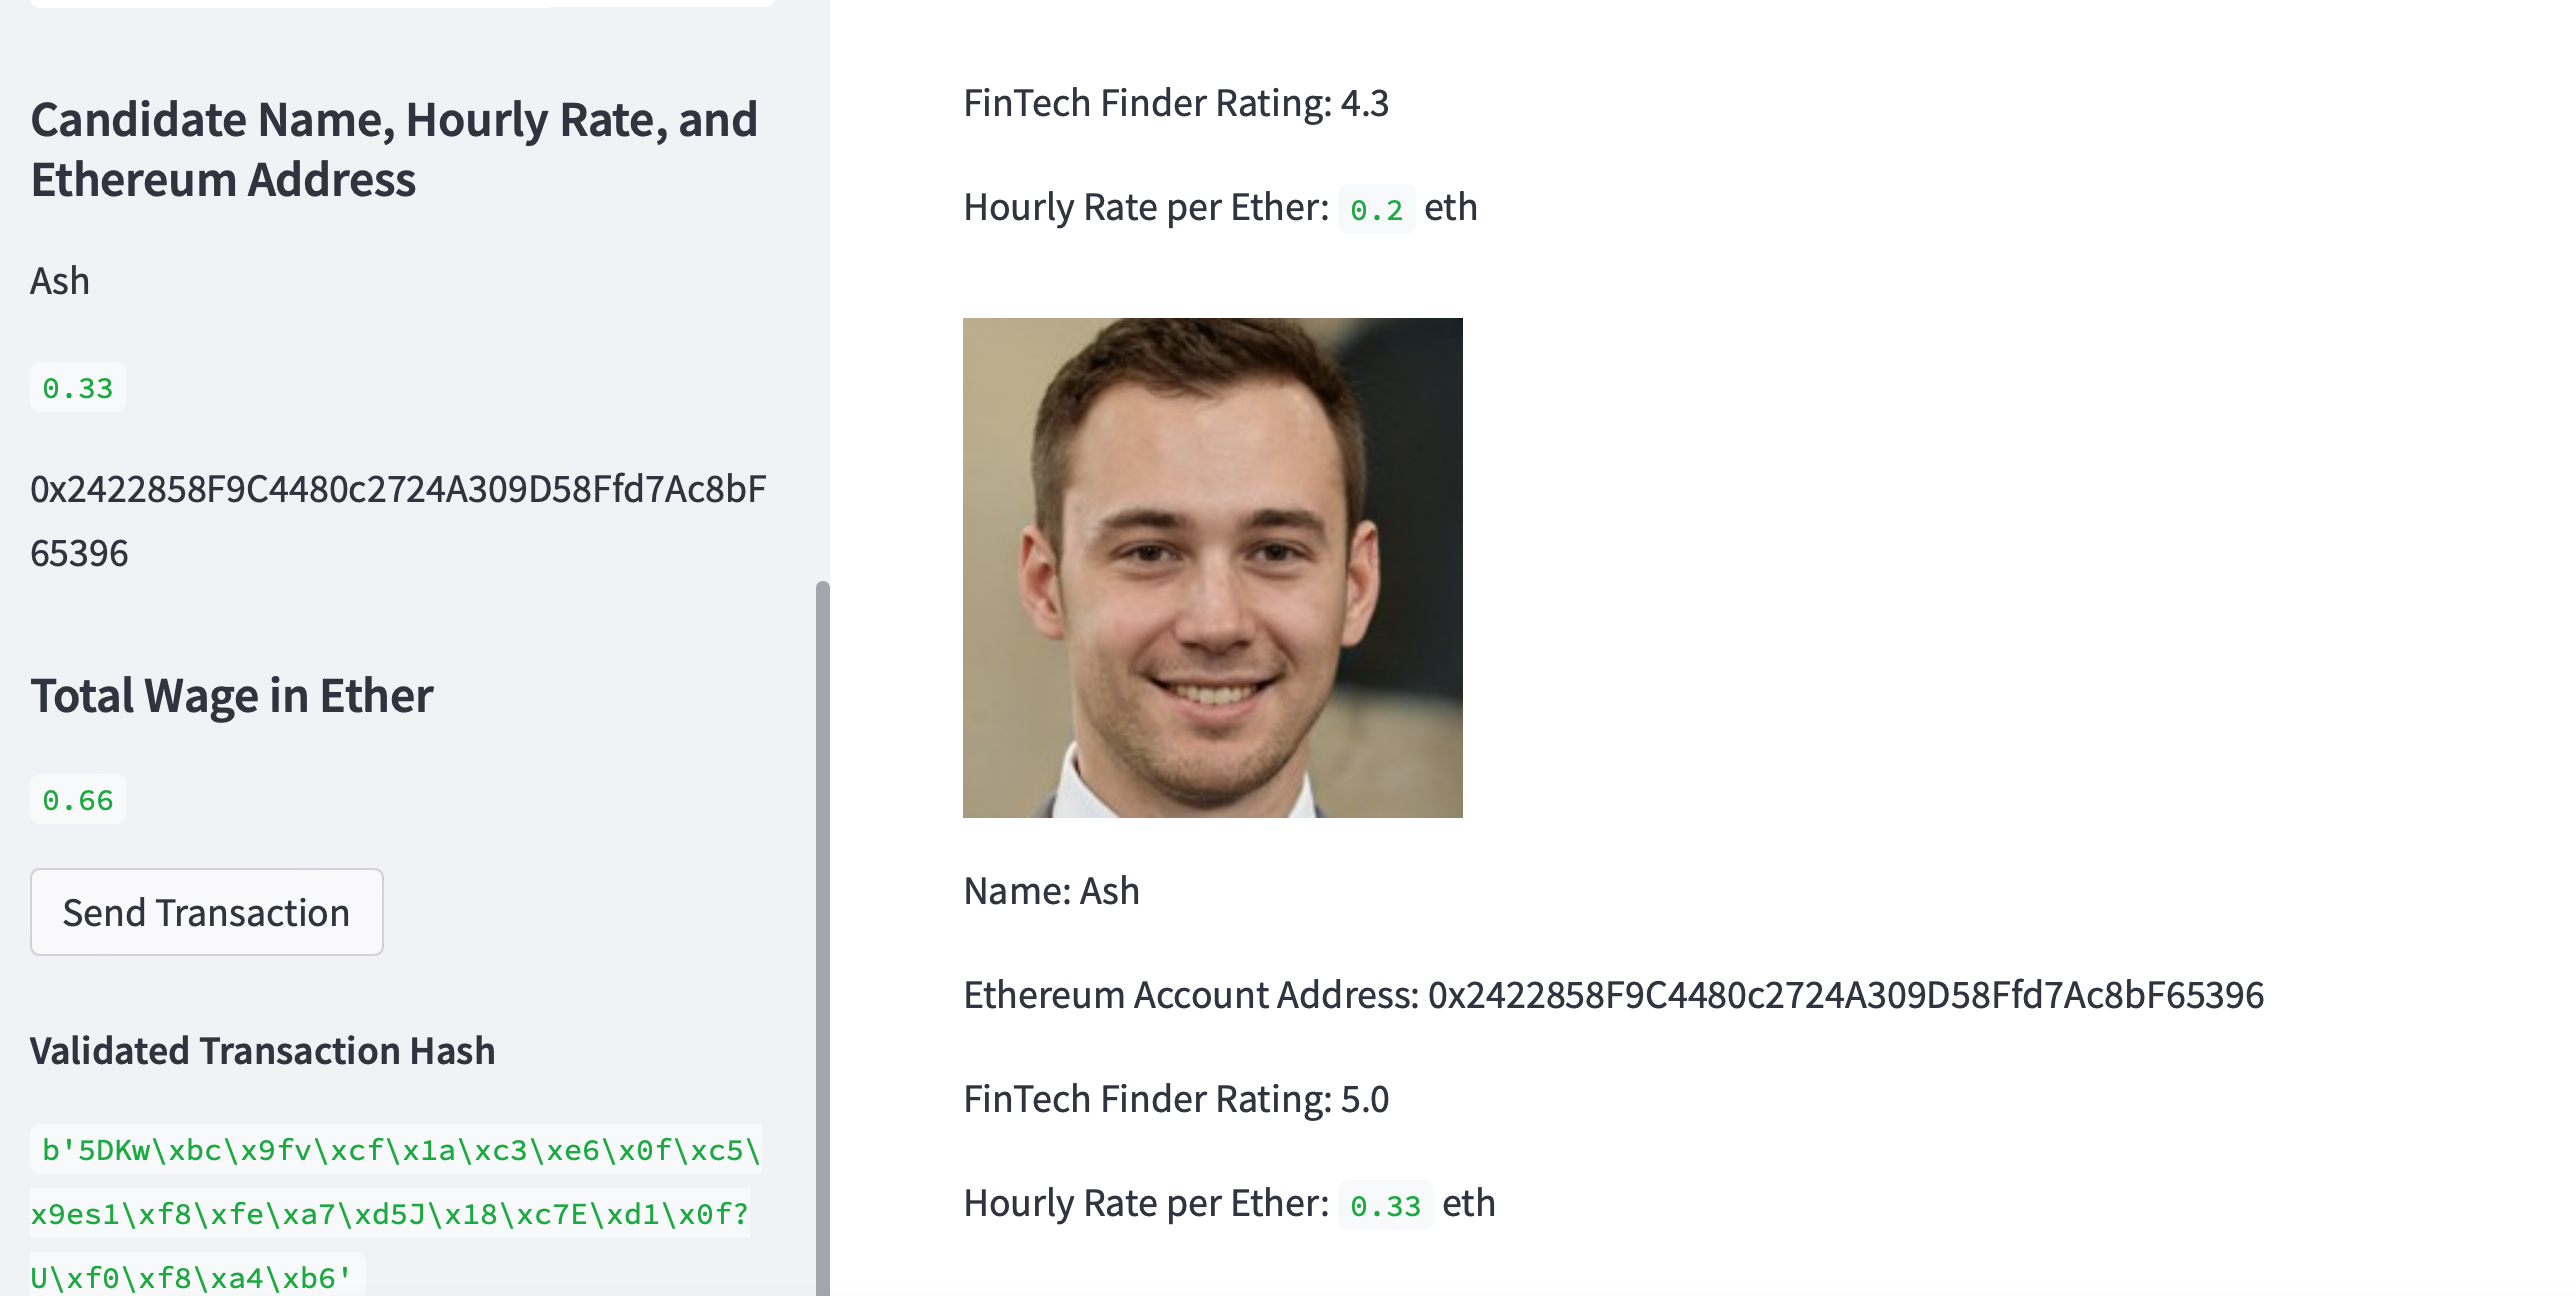 Candidate Name, Hourly Rate, and
Ethereum Address
Ash
0.33
0x2422858F9C4480c2724A309D58Ffd7Ac8bF
65396
Total Wage in Ether
0.66
Send Transaction
Validated Transaction Hash
b'5DKw\xbc\x9fv\xcf\x1a\xc3\xe6\x0f\xc5\
x9es1\xf8\xfe\xa7\xd5J\x18\xc7E\xd1\x0f?
U\xf0\xf8\xa4\xb6'
FinTech Finder Rating: 4.3
Hourly Rate per Ether: 0.2 eth
Name: Ash
Ethereum Account Address: 0x2422858F9C4480c2724A309D58Ffd7Ac8bF65396
FinTech Finder Rating: 5.0
Hourly Rate per Ether: 0.33 eth